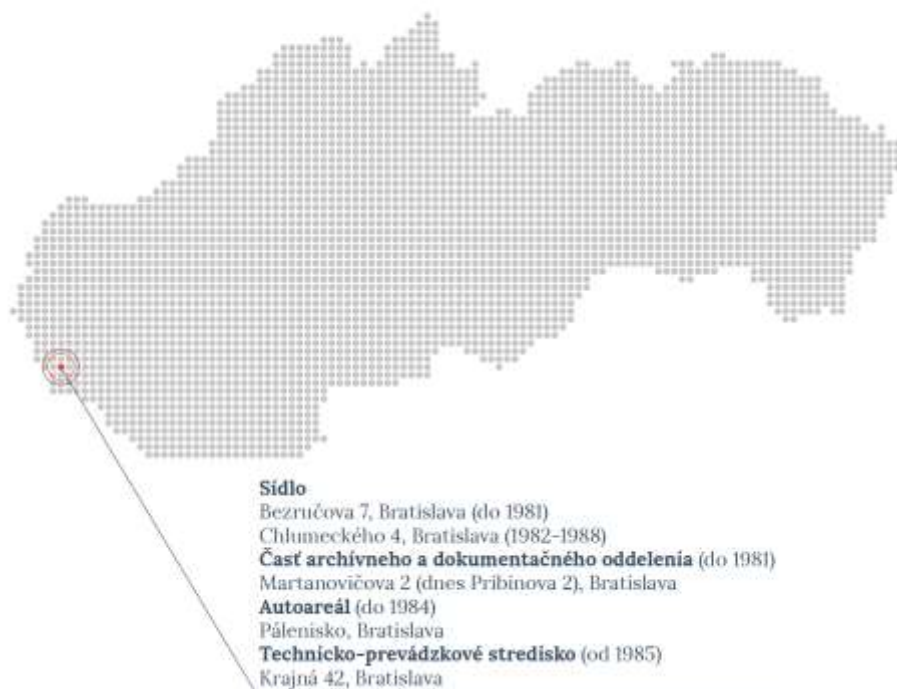 Sídlo
Bezručova 7, Bratislava (do 1981)
Chlumeckého 4, Bratislava (1982-1988)
Časť archívneho a dokumentačného oddelenia (do 1981)
Martanovičova 2 (dnes Pribinova 2), Bratislava
Autoareál (do 1984)
Pálenisko, Bratislava
Technicko-prevádzkové stredisko (od 1985)
Krajná 42, Bratislava